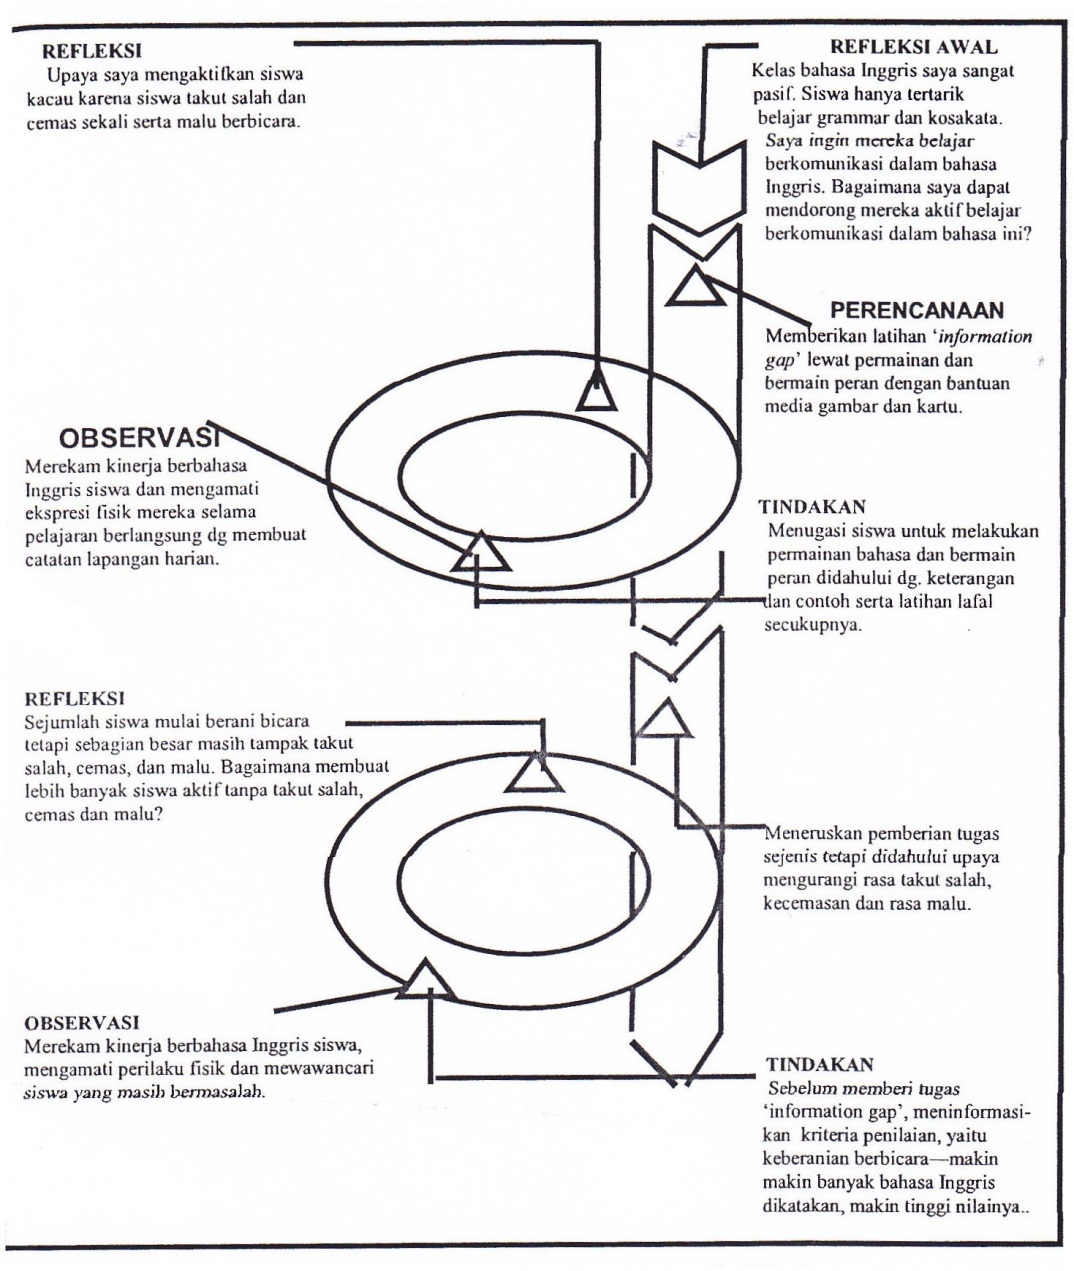 REFLEKSI
Upaya saya mengaktifkan siswa
kacau karena siswa takut salah dan
cemas sekali serta malu berbicara.
REFLEKSI AWAL
Kelas bahasa Inggris saya sangat
pasif. Siswa hanya tertarik
belajar grammar dan kosakata.
Saya ingin mereka belajar
berkomunikasi dalam bahasa
Inggris. Bagaimana saya dapat
mendorong mereka aktif belajar
berkomunikasi dalam bahasa ini?
PERENCANAAN
Memberikan latihan ‘information
gap’ lewat permainan dan
bermain peran dengan bantuan
media gambar dan kartu.
OBSERVASI
Merekam kinerja berbahasa
Inggris siswa dan mengamati
ekspresi fisik mereka selama
pelajaran berlangsung dg membuat
catatan lapangan harian.
TINDAKAN
Menugasi siswa untuk melakukan
permainan bahasa dan bermain
peran didahului dg. keterangan
dan contoh serta latihan lafal
secukupnya.
REFLEKSI
Sejumlah siswa mulai berani bicara
tetapi sebagian besar masih tampak takut
salah, cemas, dan malu. Bagaimana membuat
lebih banyak siswa aktif tanpa takut salah,
cemas dan malu?
Meneruskan pemberian tugas
sejenis tetapi didahului upaya
mengurangi rasa takut salah,
kecemasan dan rasa malu.
OBSERVASI
Merekam kinerja berbahasa Inggris siswa,
mengamati perilaku fisik dan mewawancari
siswa yang masih bermasalah.
TINDAKAN
Sebelum memberi tugas
‘information gap’, meninformasi-
kan kriteria penilaian, yaitu
keberanian berbicara—makin
makin banyak bahasa Inggris
dikatakan, makin tinggi nilainya..